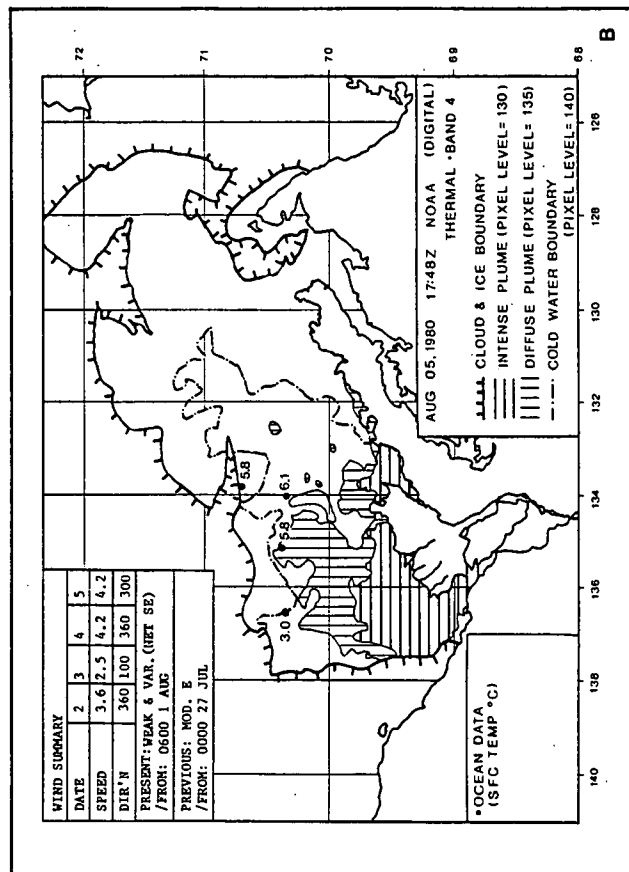 WIND SUMMARY
DATE 2 3 4 5
SPEED 3.6 2.5 4.2 4.2
DIR'N 360 100 360 300
PRESENT: WEAK & VAR. (NET SE)
/FROM: 0600 1 AUG
PREVIOUS: MOD. E
/FROM: 0000 27 JUL
72
71
70
69
68
5.8
6.1
5.8
3.0
•OCEAN DATA
(SFC TEMP °C)
AUG 05,1980 17:48Z NOAA (DIGITAL)
THERMAL •BAND 4
CLOUD & ICE BOUNDARY
INTENSE PLUME (PIXEL LEVEL=130)
DIFFUSE PLUME (PIXEL LEVEL=135)
COLD WATER BOUNDARY
(PIXEL LEVEL=140)
140 138 136 134 132 130 128 126
B